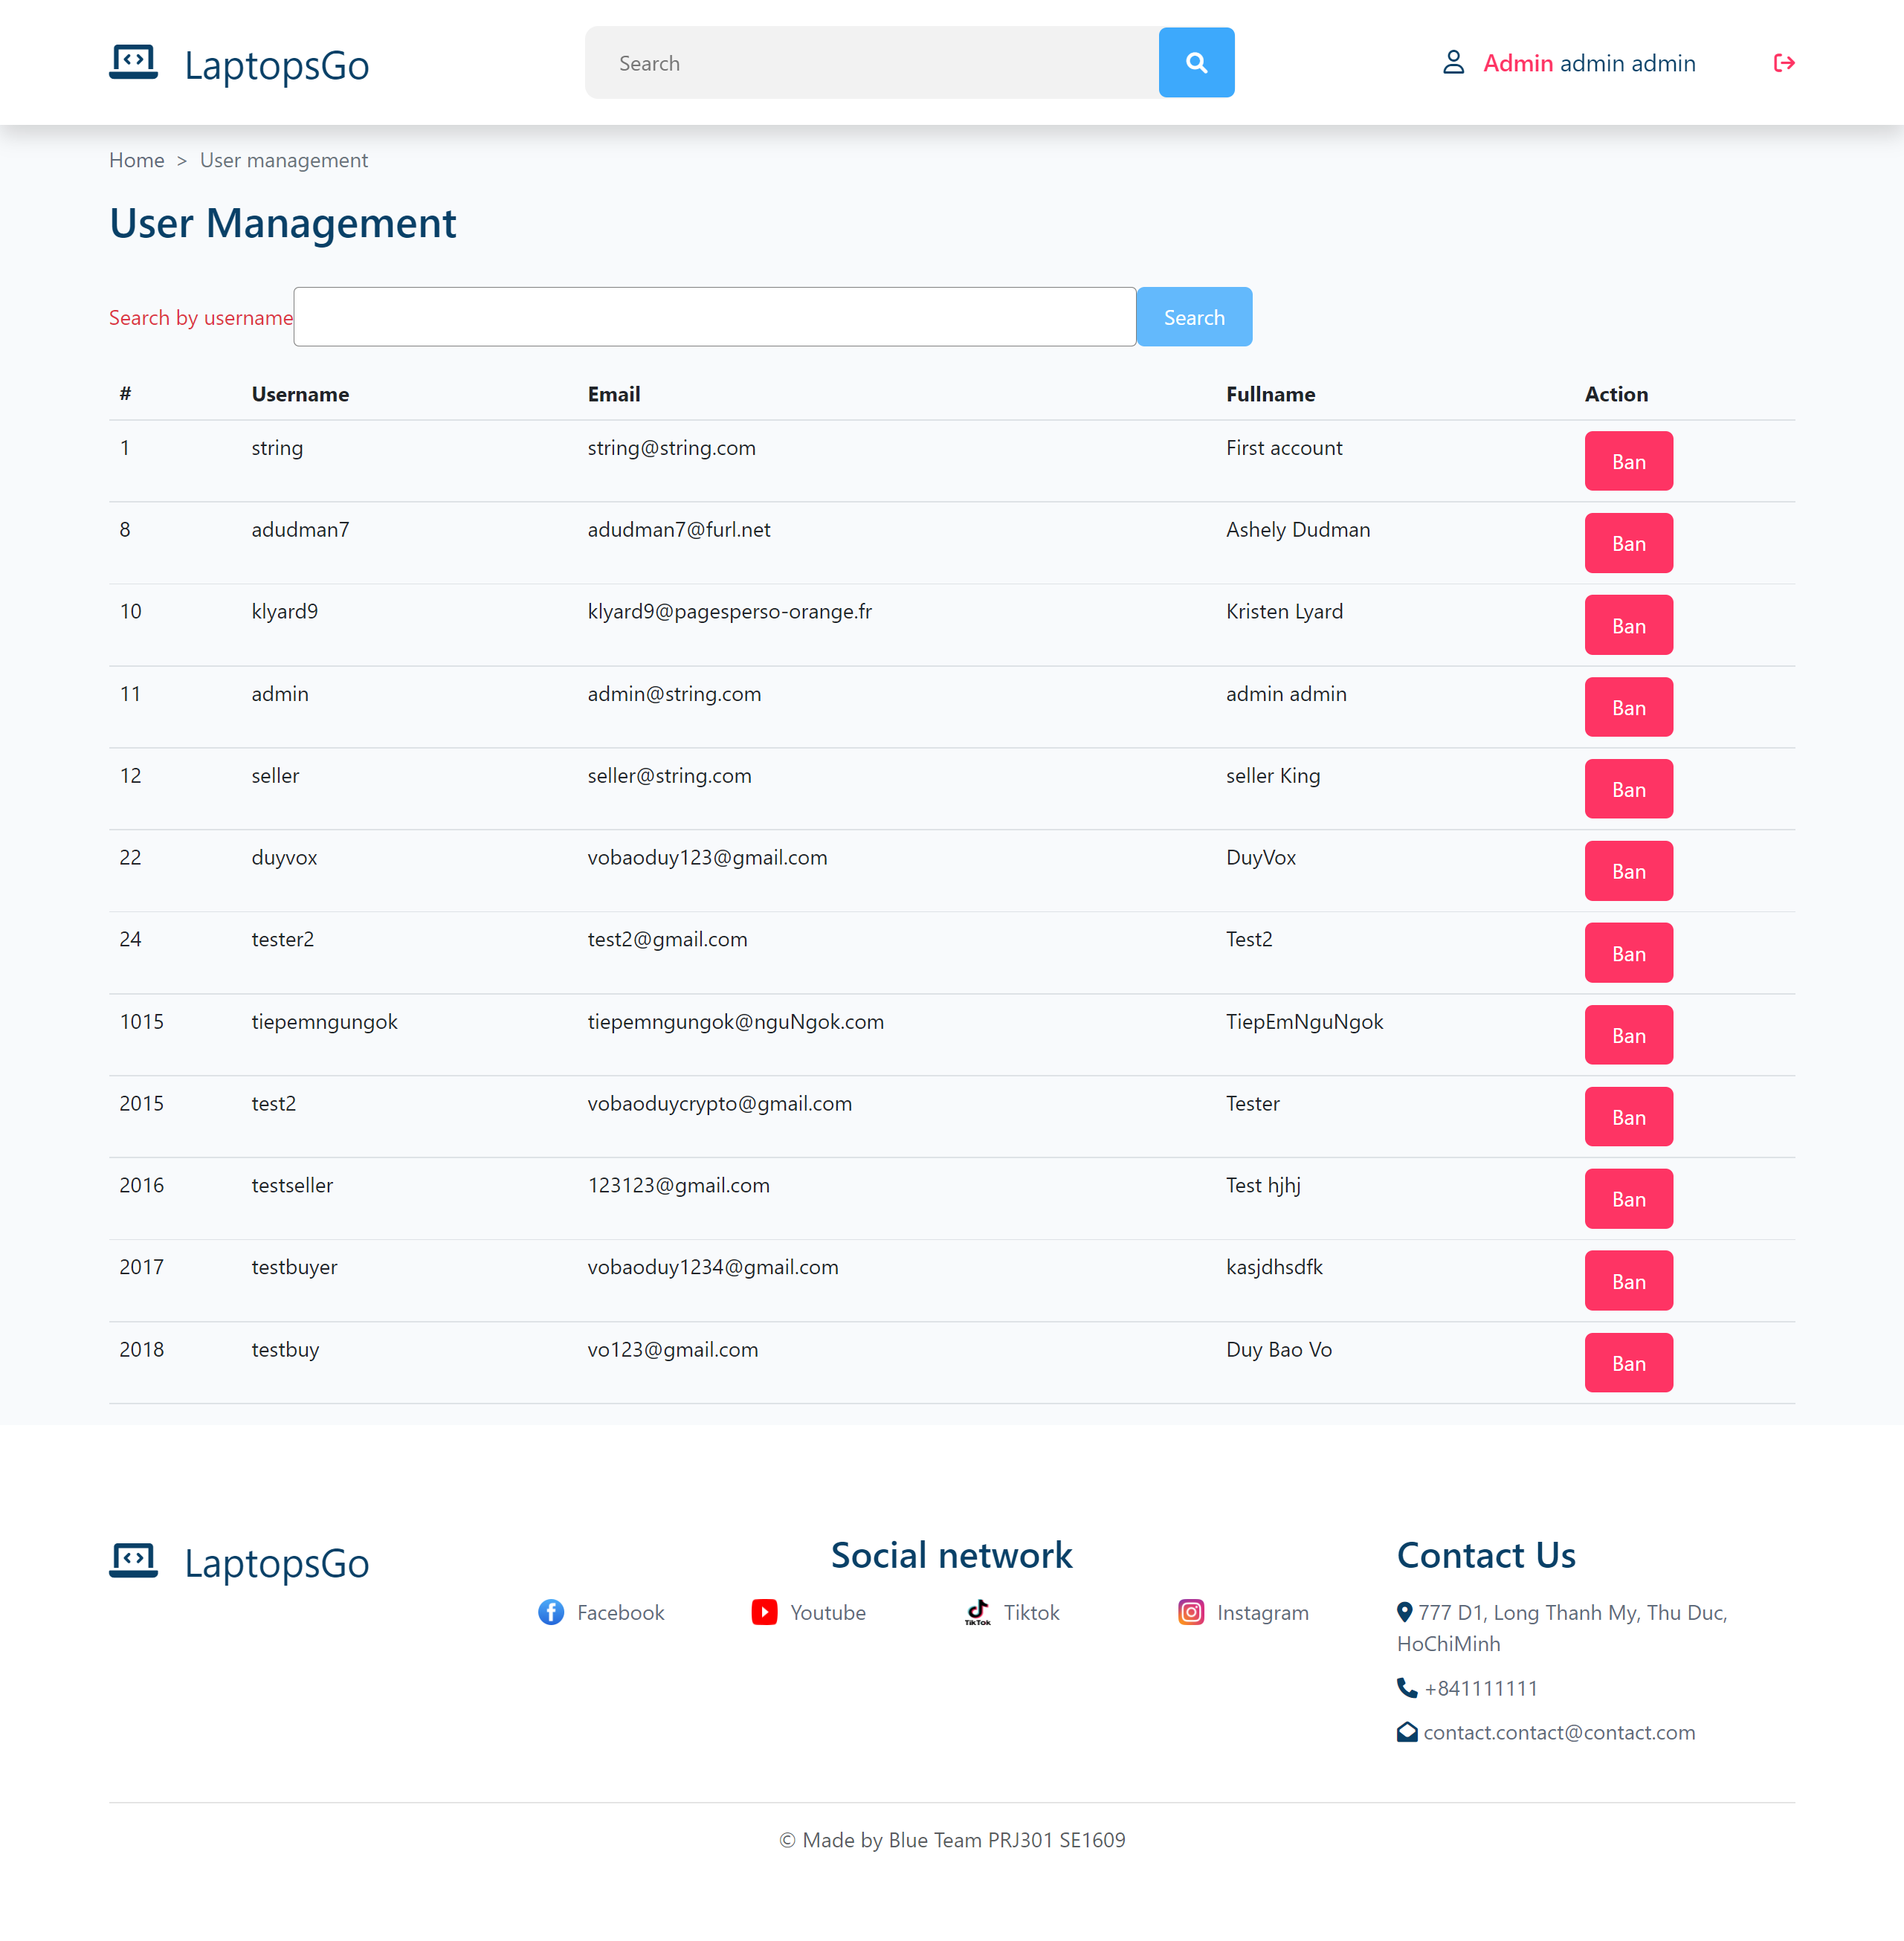 LaptopsGo
Search
Admin admin admin
Home > User management
User Management
Search by username Search
# Username Email Fullname Action
1 string string@string.com First account Ban
8 adudman7 adudman7@furl.net Ashely Dudman Ban
10 klyard9 klyard9@pagesperso-orange.fr Kristen Lyard Ban
11 admin admin@string.com admin admin Ban
12 seller seller@string.com seller King Ban
22 duyvox vobaoduy123@gmail.com DuyVox Ban
24 tester2 test2@gmail.com Test2 Ban
1015 tiepemngungok tiepemngungok@nguNgok.com TiepEmNguNgok Ban
2015 test2 vobaoduycrypto@gmail.com Tester Ban
2016 testseller 123123@gmail.com Test hjhj Ban
2017 testbuyer vobaoduy1234@gmail.com kasjdhsdfk Ban
2018 testbuy vo123@gmail.com Duy Bao Vo Ban
LaptopsGo
Social network
Facebook Youtube TikTok Tiktok Instagram
Contact Us
777 D1, Long Thanh My, Thu Duc,
HoChiMinh
+841111111
contact.contact@contact.com
© Made by Blue Team PRJ301 SE1609